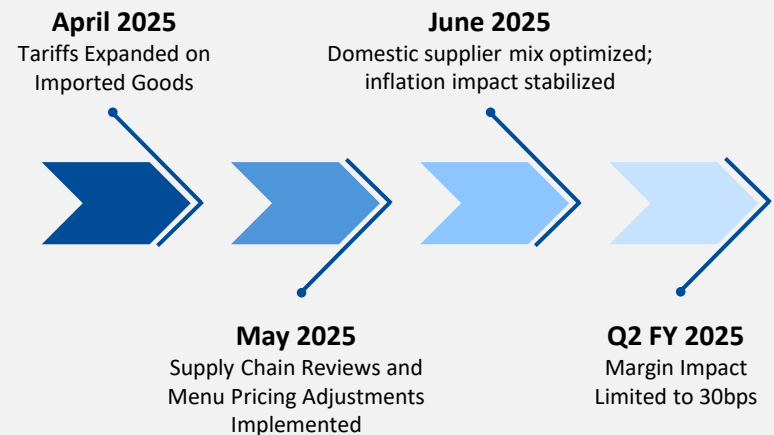 April 2025
Tariffs Expanded on
Imported Goods
June 2025
Domestic supplier mix optimized;
inflation impact stabilized
May 2025
Supply Chain Reviews and
Menu Pricing Adjustments
Implemented
Q2 FY 2025
Margin Impact
Limited to 30bps